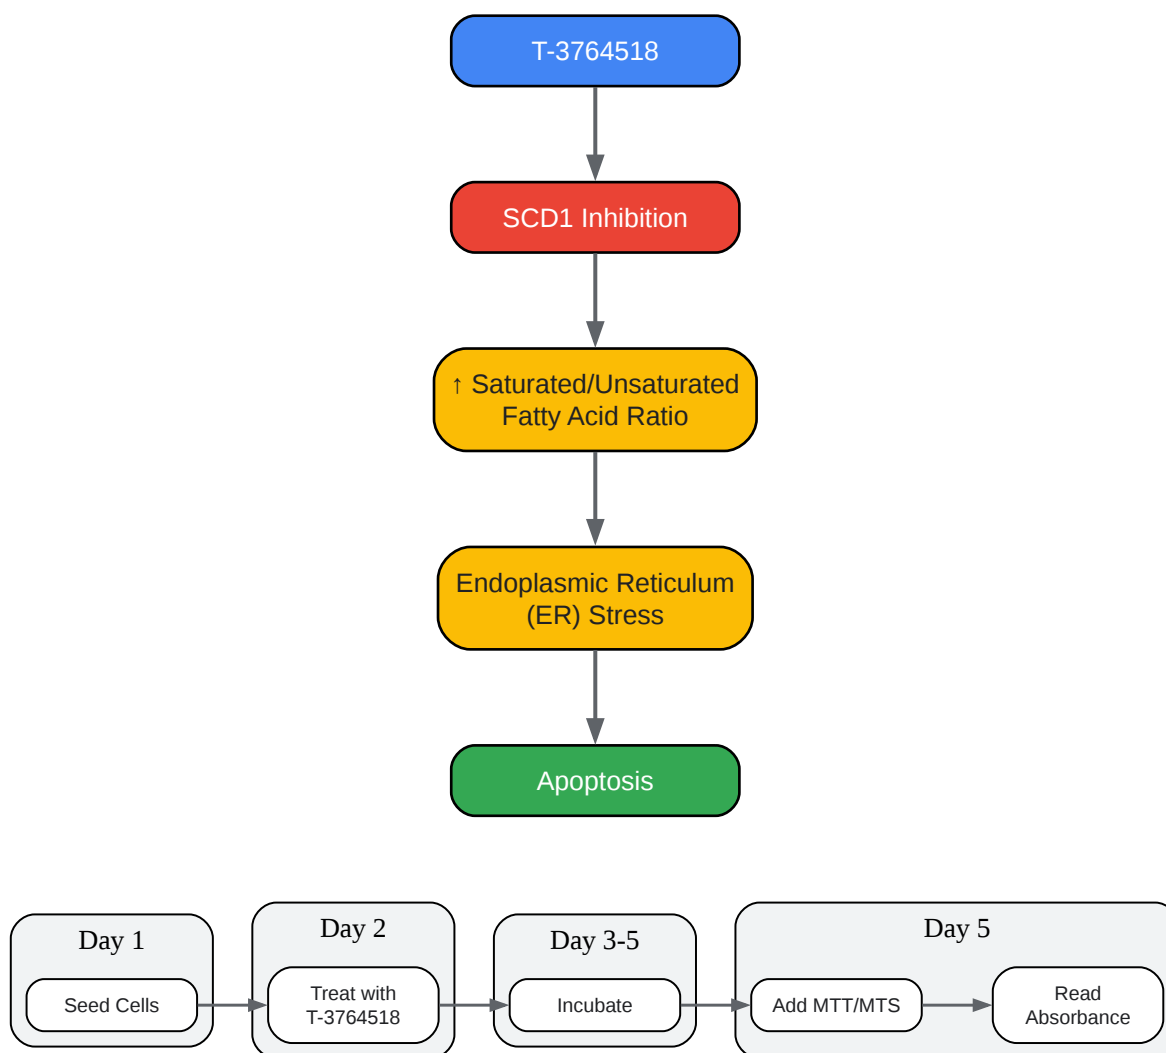 T-3764518
SCD1 Inhibition
↑ Saturated/Unsaturated
Fatty Acid Ratio
Endoplasmic Reticulum
(ER) Stress
Apoptosis
Day 1
Seed Cells
Day 2
Treat with
T-3764518
Day 3-5
Incubate
Day 5
Add MTT/MTS
Read
Absorbance